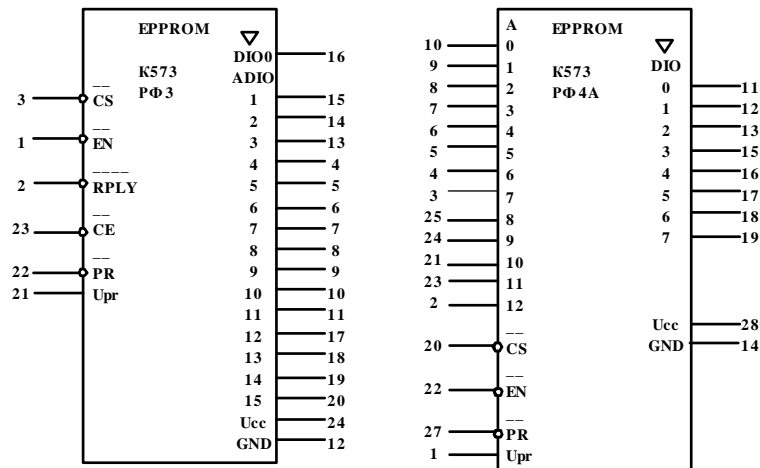 EPPROM
DIO0 16
К573
РФ3
ADIO
3 CS 1 15
2 14
1 EN 3 13
4 4
2 RPLY 5 5
6 6
23 CE 7 7
8 8
22 PR 9 9
21 Upr 10 10
11 11
12 17
13 18
14 19
15 20
Ucc 24
GND 12
EPPROM
A
10 0
9 1 DIO
К573
РФ4А
8 2 0 11
7 3 1 12
6 4 2 13
5 5 3 15
4 6 4 16
3 7 5 17
25 8 6 18
24 9 7 19
21 10
23 11
2 12
Ucc 28
20 CS GND 14
22 EN
27 PR
1 Upr